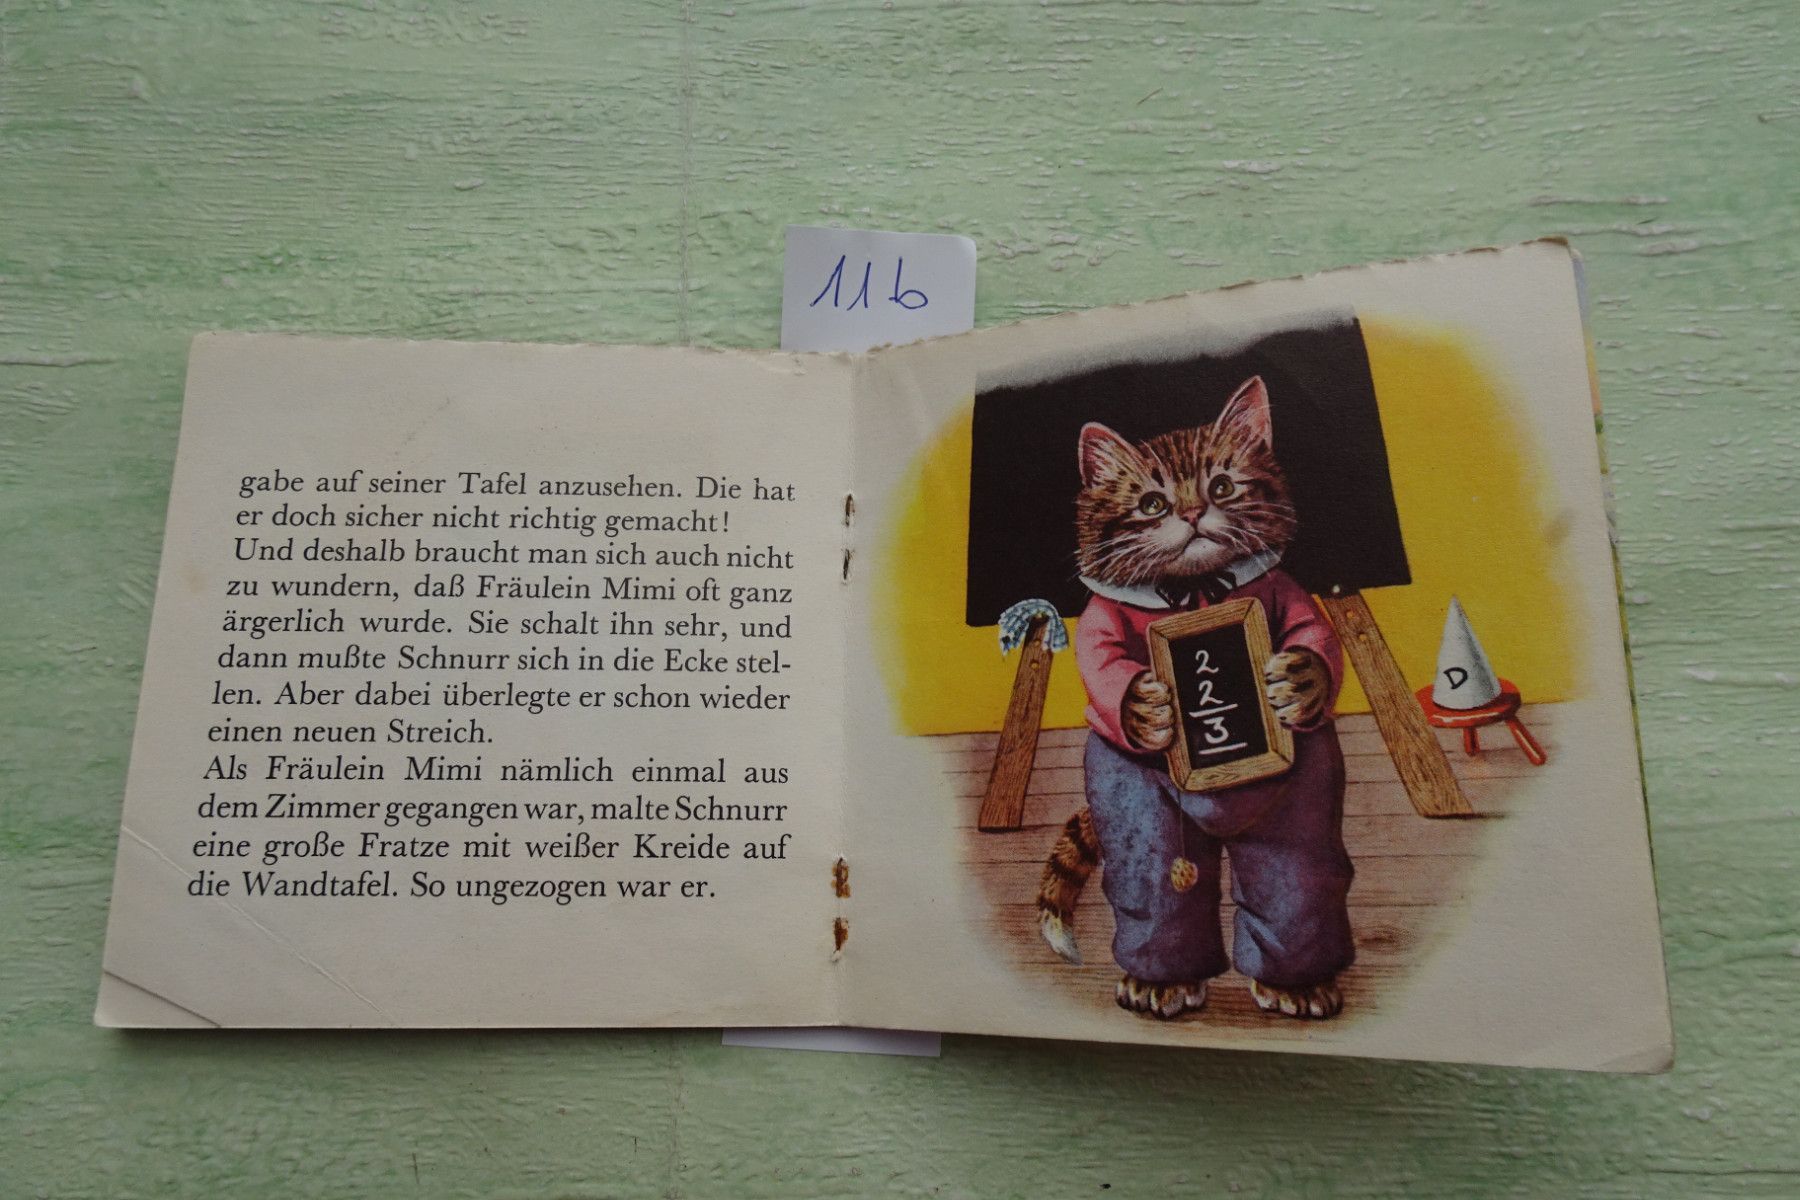 11b
gabe auf seiner Tafel anzusehen. Die hat
er doch sicher nicht richtig gemacht!
Und deshalb braucht man sich auch nicht
zu wundern, daß Fräulein Mimi oft ganz
ärgerlich wurde. Sie schalt ihn sehr, und
dann mußte Schnurr sich in die Ecke stel-
len. Aber dabei überlegte er schon wieder
einen neuen Streich.
Als Fräulein Mimi nämlich einmal aus
dem Zimmer gegangen war, malte Schnurr
eine große Fratze mit weißer Kreide auf
die Wandtafel. So ungezogen war er.
2
2
3
D